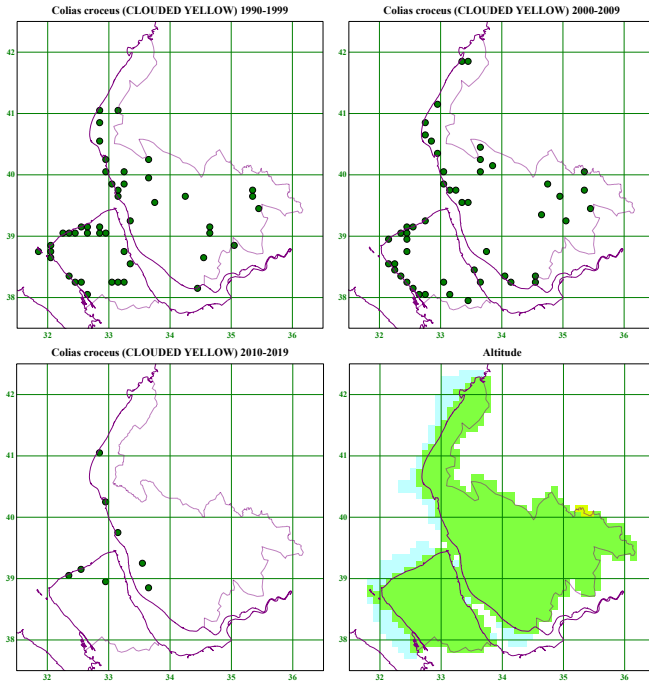 Colias croceus (CLOUDED YELLOW) 1990-1999
42
41
40
39
38
32 33 34 35 36
Colias croceus (CLOUDED YELLOW) 2000-2009
42
41
40
39
38
32 33 34 35 36
Colias croceus (CLOUDED YELLOW) 2010-2019
42
41
40
39
38
32 33 34 35 36
Altitude
42
41
40
39
38
32 33 34 35 36